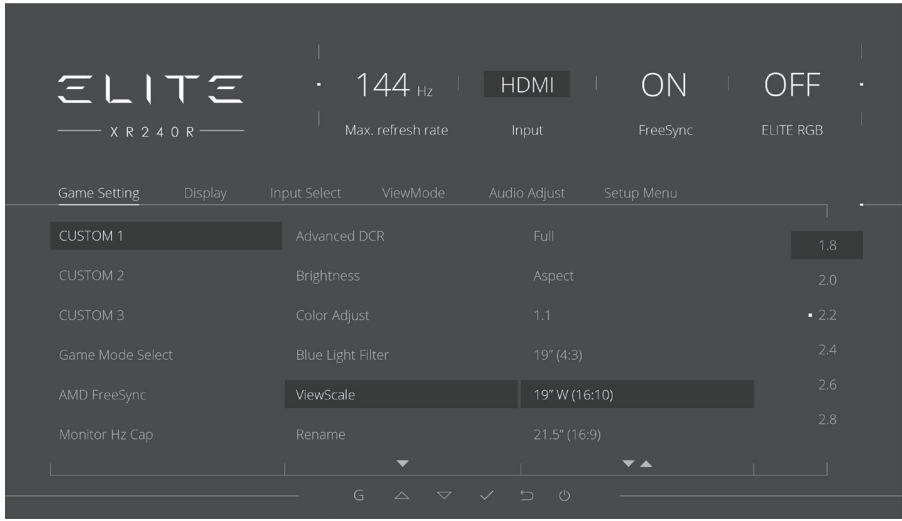 ELITE
XR240R
144 Hz HDMI ON OFF
Max. refresh rate Input FreeSync ELITE RGB
Game Setting Display Input Select ViewMode Audio Adjust Setup Menu
CUSTOM 1 Advanced DCR Full 1.8
CUSTOM 2 Brightness Aspect 2.0
CUSTOM 3 Color Adjust 1.1 2.2
Game Mode Select Blue Light Filter 19" (4:3) 2.4
AMD FreeSync ViewScale 19" W (16:10) 2.6
Monitor Hz Cap Rename 21.5" (16:9) 2.8
G